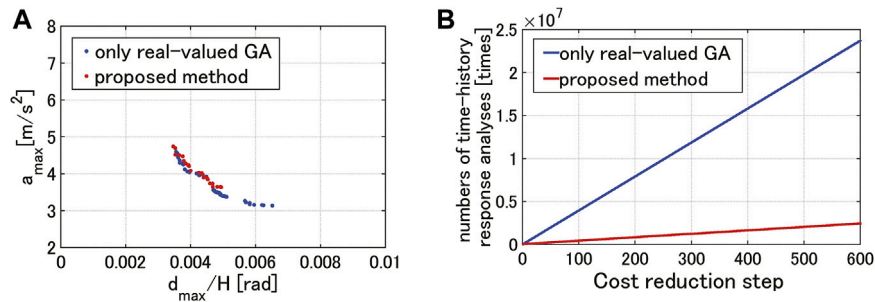 A
only real-valued GA
proposed method
8
7
6
5
4
3
2
a_max[m/s²]
0
0.002
0.004
0.006
0.008
0.01
d_max/H [rad]
B
×10⁷
only real-valued GA
proposed method
2.5
2
1.5
1
0.5
0
numbers of time-history
response analyses [times]
0
100
200
300
400
500
600
Cost reduction step